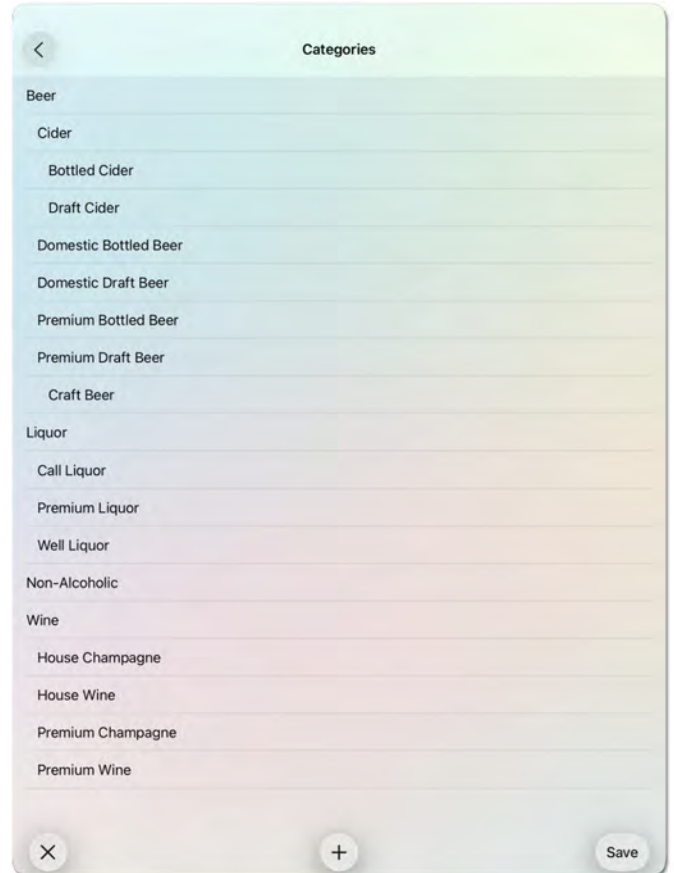 Categories
Beer
Cider
Bottled Cider
Draft Cider
Domestic Bottled Beer
Domestic Draft Beer
Premium Bottled Beer
Premium Draft Beer
Craft Beer
Liquor
Call Liquor
Premium Liquor
Well Liquor
Non-Alcoholic
Wine
House Champagne
House Wine
Premium Champagne
Premium Wine
Save